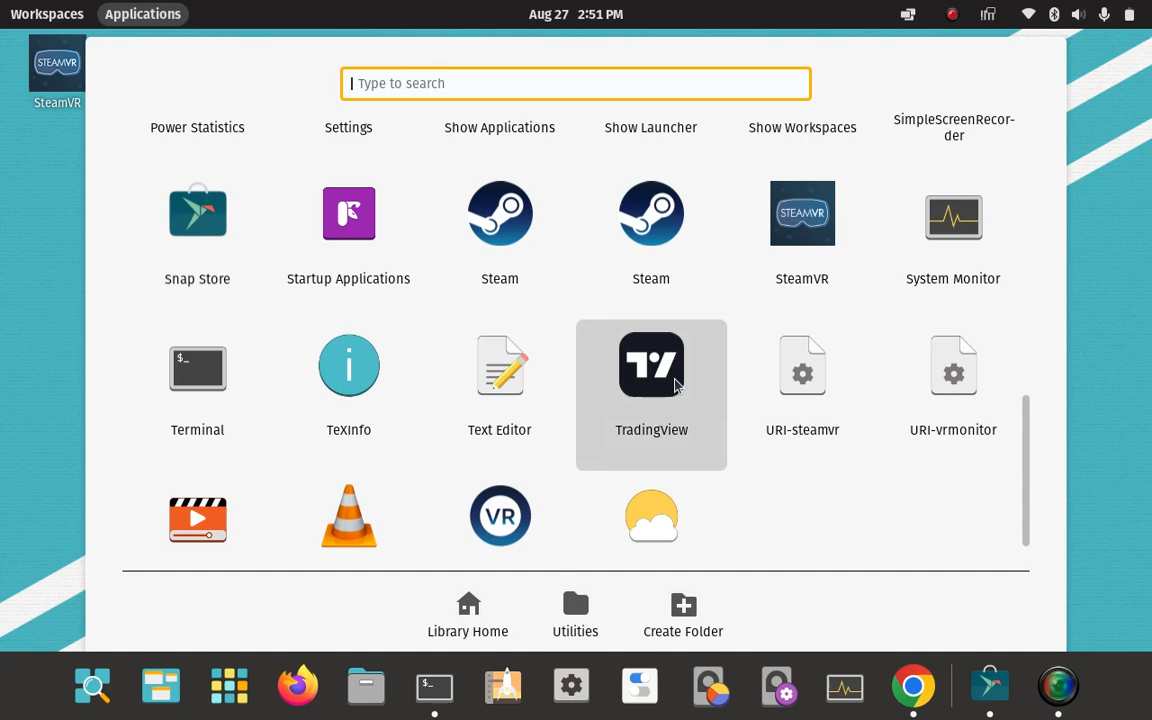 Workspaces Applications Aug 27 2:51 PM
STEAMVR
SteamVR
Type to search
Power Statistics Settings Show Applications Show Launcher Show Workspaces SimpleScreenRecor-
der
STEAMVR
Snap Store Startup Applications Steam Steam SteamVR System Monitor
$_
i
Terminal TeXInfo Text Editor TradingView URI-steamvr URI-vrmonitor
VR
Library Home Utilities Create Folder
$_